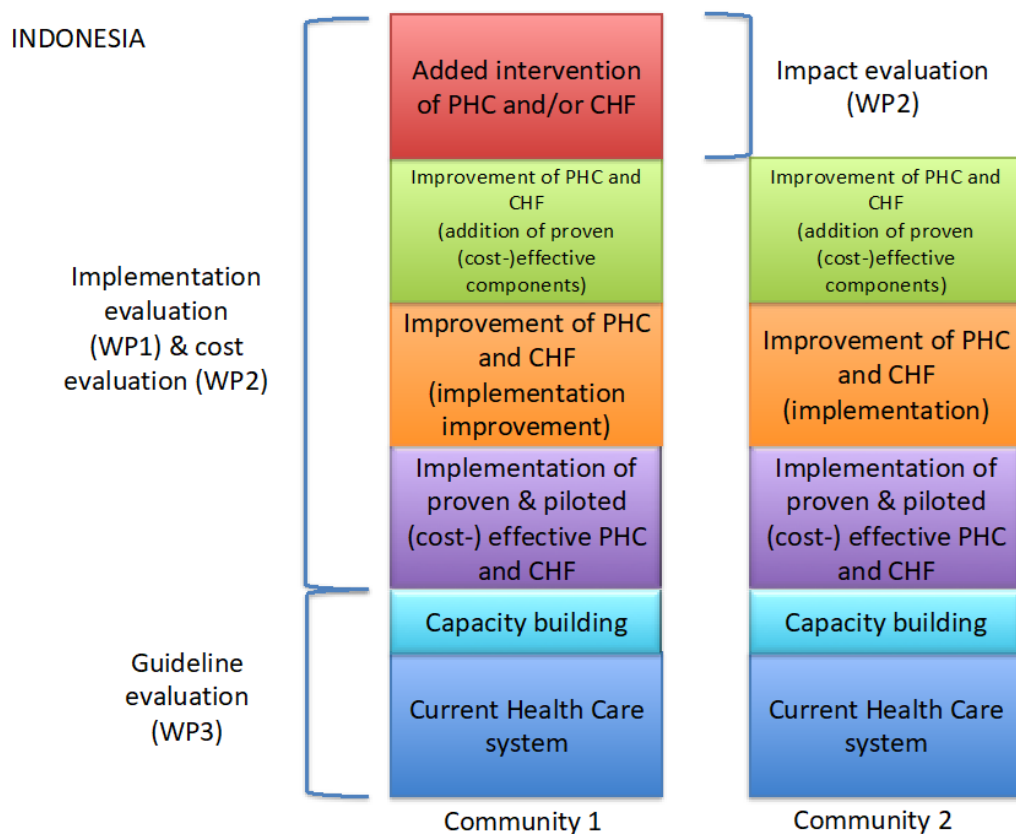 INDONESIA
Implementation
evaluation
(WP1) & cost
evaluation (WP2)
Guideline
evaluation
(WP3)
Added intervention
of PHC and/or CHF
Improvement of PHC and
CHF
(addition of proven
(cost-)effective
components)
Improvement of PHC
and CHF
(implementation
improvement)
Implementation of
proven & piloted
(cost-) effective PHC
and CHF
Capacity building
Current Health Care
system
Community 1
Impact evaluation
(WP2)
Improvement of PHC and
CHF
(addition of proven
(cost-)effective
components)
Improvement of PHC
and CHF
(implementation)
Implementation of
proven & piloted
(cost-) effective PHC
and CHF
Capacity building
Current Health Care
system
Community 2